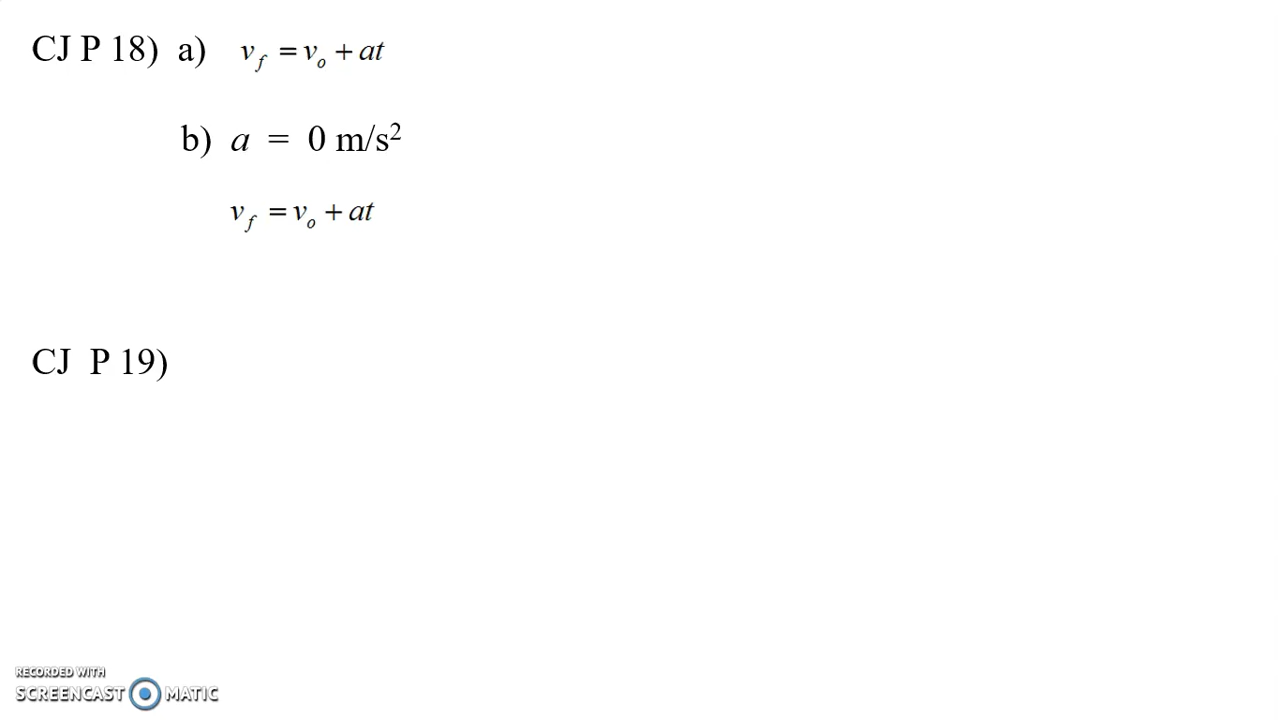 CJ P 18) a) v_f = v_o + at
b) a = 0 m/s²
v_f = v_o + at
CJ P 19)
RECORDED WITH
SCREENCAST MATIC